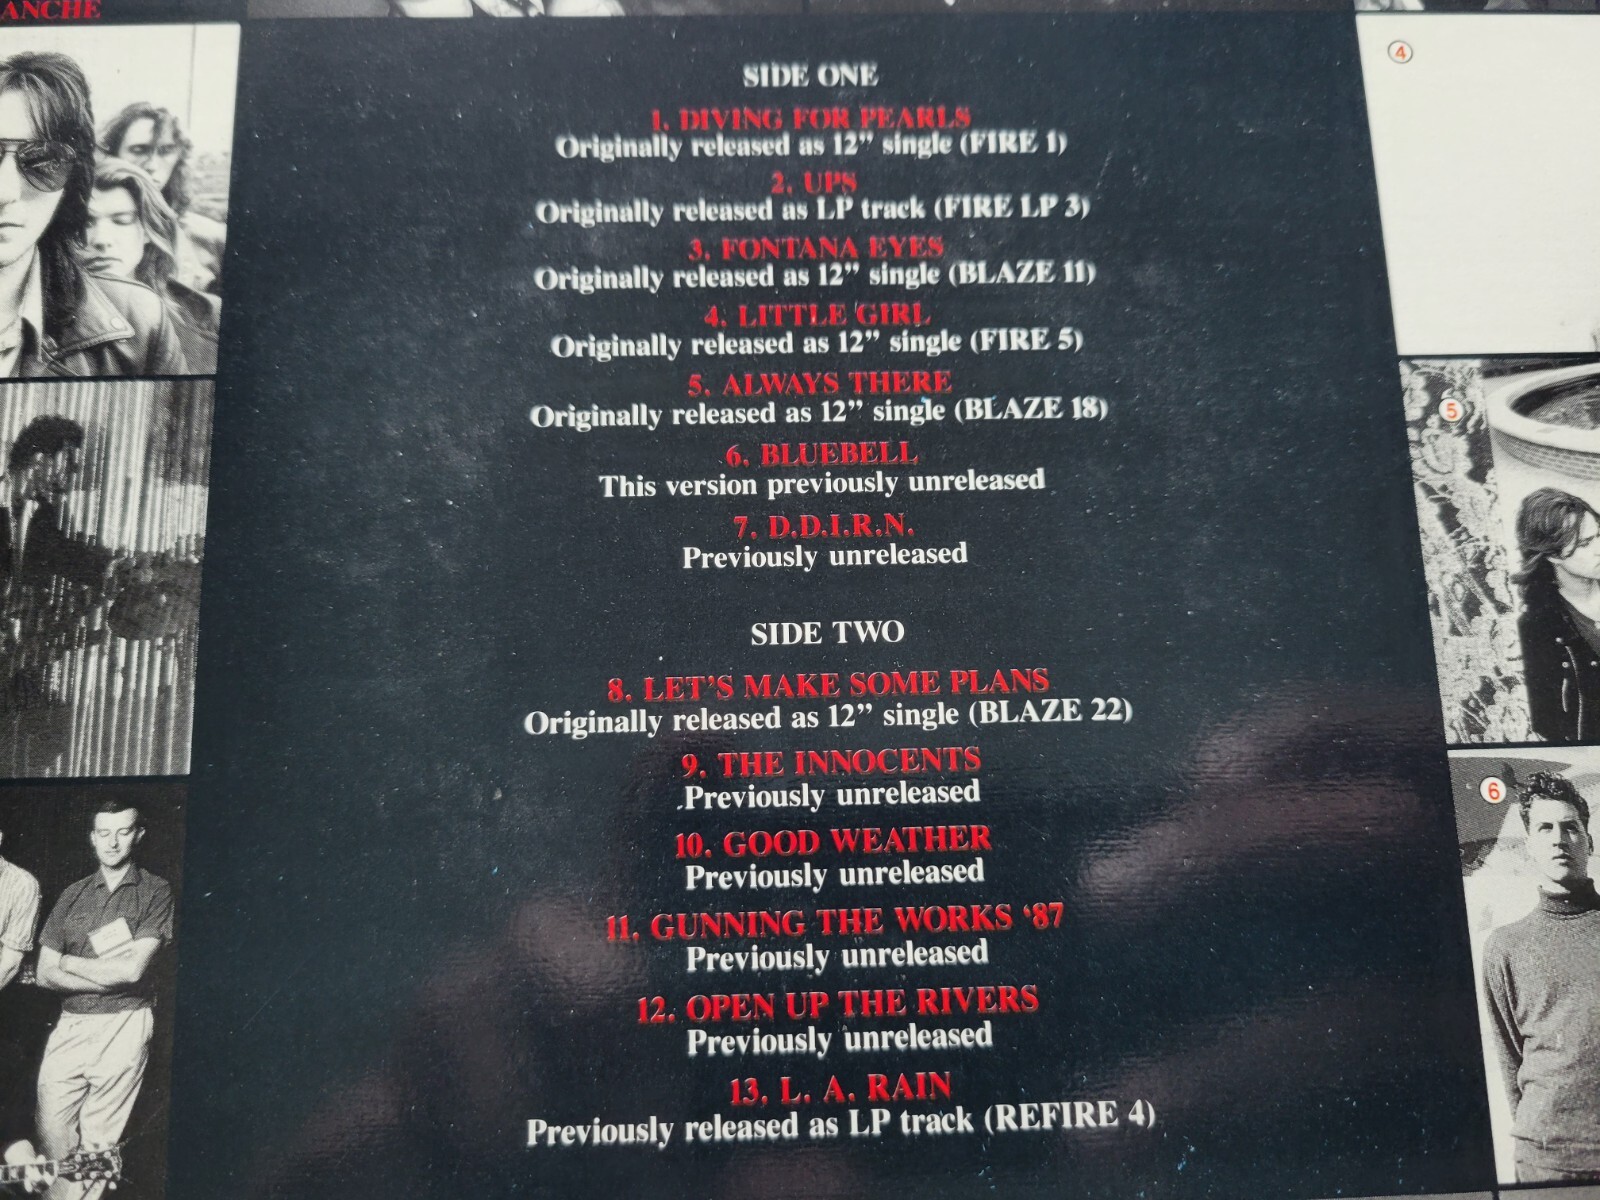 ANCHE
SIDE ONE
1. DIVING FOR PEARLS
Originally released as 12” single (FIRE 1)
2. UPS
Originally released as LP track (FIRE LP 3)
3. FONTANA EYES
Originally released as 12” single (BLAZE 11)
4. LITTLE GIRL
Originally released as 12” single (FIRE 5)
5. ALWAYS THERE
Originally released as 12” single (BLAZE 18)
6. BLUEBELL
This version previously unreleased
7. D.D.I.R.N.
Previously unreleased
SIDE TWO
8. LET’S MAKE SOME PLANS
Originally released as 12” single (BLAZE 22)
9. THE INNOCENTS
Previously unreleased
10. GOOD WEATHER
Previously unreleased
11. GUNNING THE WORKS ‘87
Previously unreleased
12. OPEN UP THE RIVERS
Previously unreleased
13. L. A. RAIN
Previously released as LP track (REFIRE 4)
4
5
6